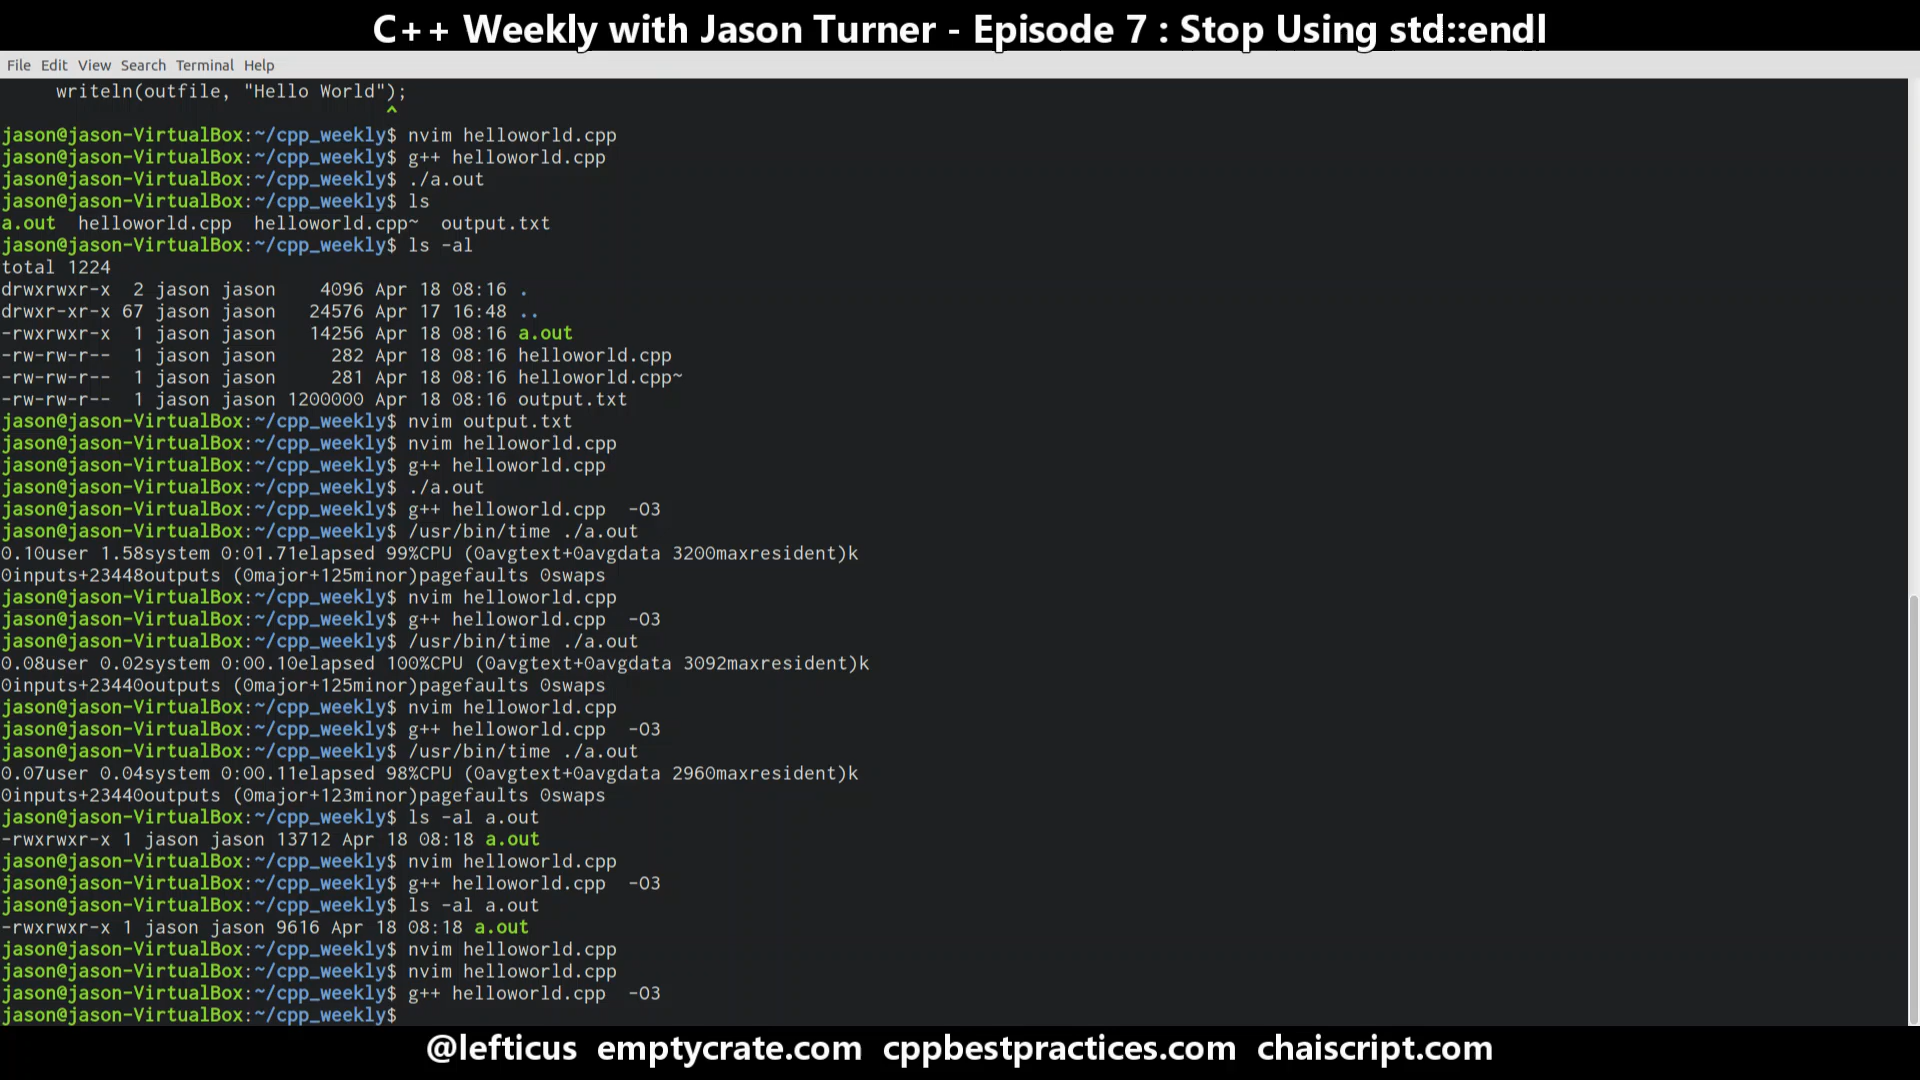 C++ Weekly with Jason Turner - Episode 7 : Stop Using std::endl
File Edit View Search Terminal Help
writeln(outfile, "Hello World");
^
jason@jason-VirtualBox:~/cpp_weekly$ nvim helloworld.cpp
jason@jason-VirtualBox:~/cpp_weekly$ g++ helloworld.cpp
jason@jason-VirtualBox:~/cpp_weekly$ ./a.out
jason@jason-VirtualBox:~/cpp_weekly$ ls
a.out  helloworld.cpp  helloworld.cpp~  output.txt
jason@jason-VirtualBox:~/cpp_weekly$ ls -al
total 1224
drwxrwxr-x  2 jason jason    4096 Apr 18 08:16 .
drwxr-xr-x 67 jason jason   24576 Apr 17 16:48 ..
-rwxrwxr-x  1 jason jason   14256 Apr 18 08:16 a.out
-rw-rw-r--  1 jason jason     282 Apr 18 08:16 helloworld.cpp
-rw-rw-r--  1 jason jason     281 Apr 18 08:16 helloworld.cpp~
-rw-rw-r--  1 jason jason 1200000 Apr 18 08:16 output.txt
jason@jason-VirtualBox:~/cpp_weekly$ nvim output.txt
jason@jason-VirtualBox:~/cpp_weekly$ nvim helloworld.cpp
jason@jason-VirtualBox:~/cpp_weekly$ g++ helloworld.cpp
jason@jason-VirtualBox:~/cpp_weekly$ ./a.out
jason@jason-VirtualBox:~/cpp_weekly$ g++ helloworld.cpp  -O3
jason@jason-VirtualBox:~/cpp_weekly$ /usr/bin/time ./a.out
0.10user 1.58system 0:01.71elapsed 99%CPU (0avgtext+0avgdata 3200maxresident)k
0inputs+23448outputs (0major+125minor)pagefaults 0swaps
jason@jason-VirtualBox:~/cpp_weekly$ nvim helloworld.cpp
jason@jason-VirtualBox:~/cpp_weekly$ g++ helloworld.cpp  -O3
jason@jason-VirtualBox:~/cpp_weekly$ /usr/bin/time ./a.out
0.08user 0.02system 0:00.10elapsed 100%CPU (0avgtext+0avgdata 3092maxresident)k
0inputs+23440outputs (0major+125minor)pagefaults 0swaps
jason@jason-VirtualBox:~/cpp_weekly$ nvim helloworld.cpp
jason@jason-VirtualBox:~/cpp_weekly$ g++ helloworld.cpp  -O3
jason@jason-VirtualBox:~/cpp_weekly$ /usr/bin/time ./a.out
0.07user 0.04system 0:00.11elapsed 98%CPU (0avgtext+0avgdata 2960maxresident)k
0inputs+23440outputs (0major+123minor)pagefaults 0swaps
jason@jason-VirtualBox:~/cpp_weekly$ ls -al a.out
-rwxrwxr-x 1 jason jason 13712 Apr 18 08:18 a.out
jason@jason-VirtualBox:~/cpp_weekly$ nvim helloworld.cpp
jason@jason-VirtualBox:~/cpp_weekly$ g++ helloworld.cpp  -O3
jason@jason-VirtualBox:~/cpp_weekly$ ls -al a.out
-rwxrwxr-x 1 jason jason 9616 Apr 18 08:18 a.out
jason@jason-VirtualBox:~/cpp_weekly$ nvim helloworld.cpp
jason@jason-VirtualBox:~/cpp_weekly$ nvim helloworld.cpp
jason@jason-VirtualBox:~/cpp_weekly$ g++ helloworld.cpp  -O3
jason@jason-VirtualBox:~/cpp_weekly$
@lefticus emptycrate.com cppbestpractices.com chaiscript.com